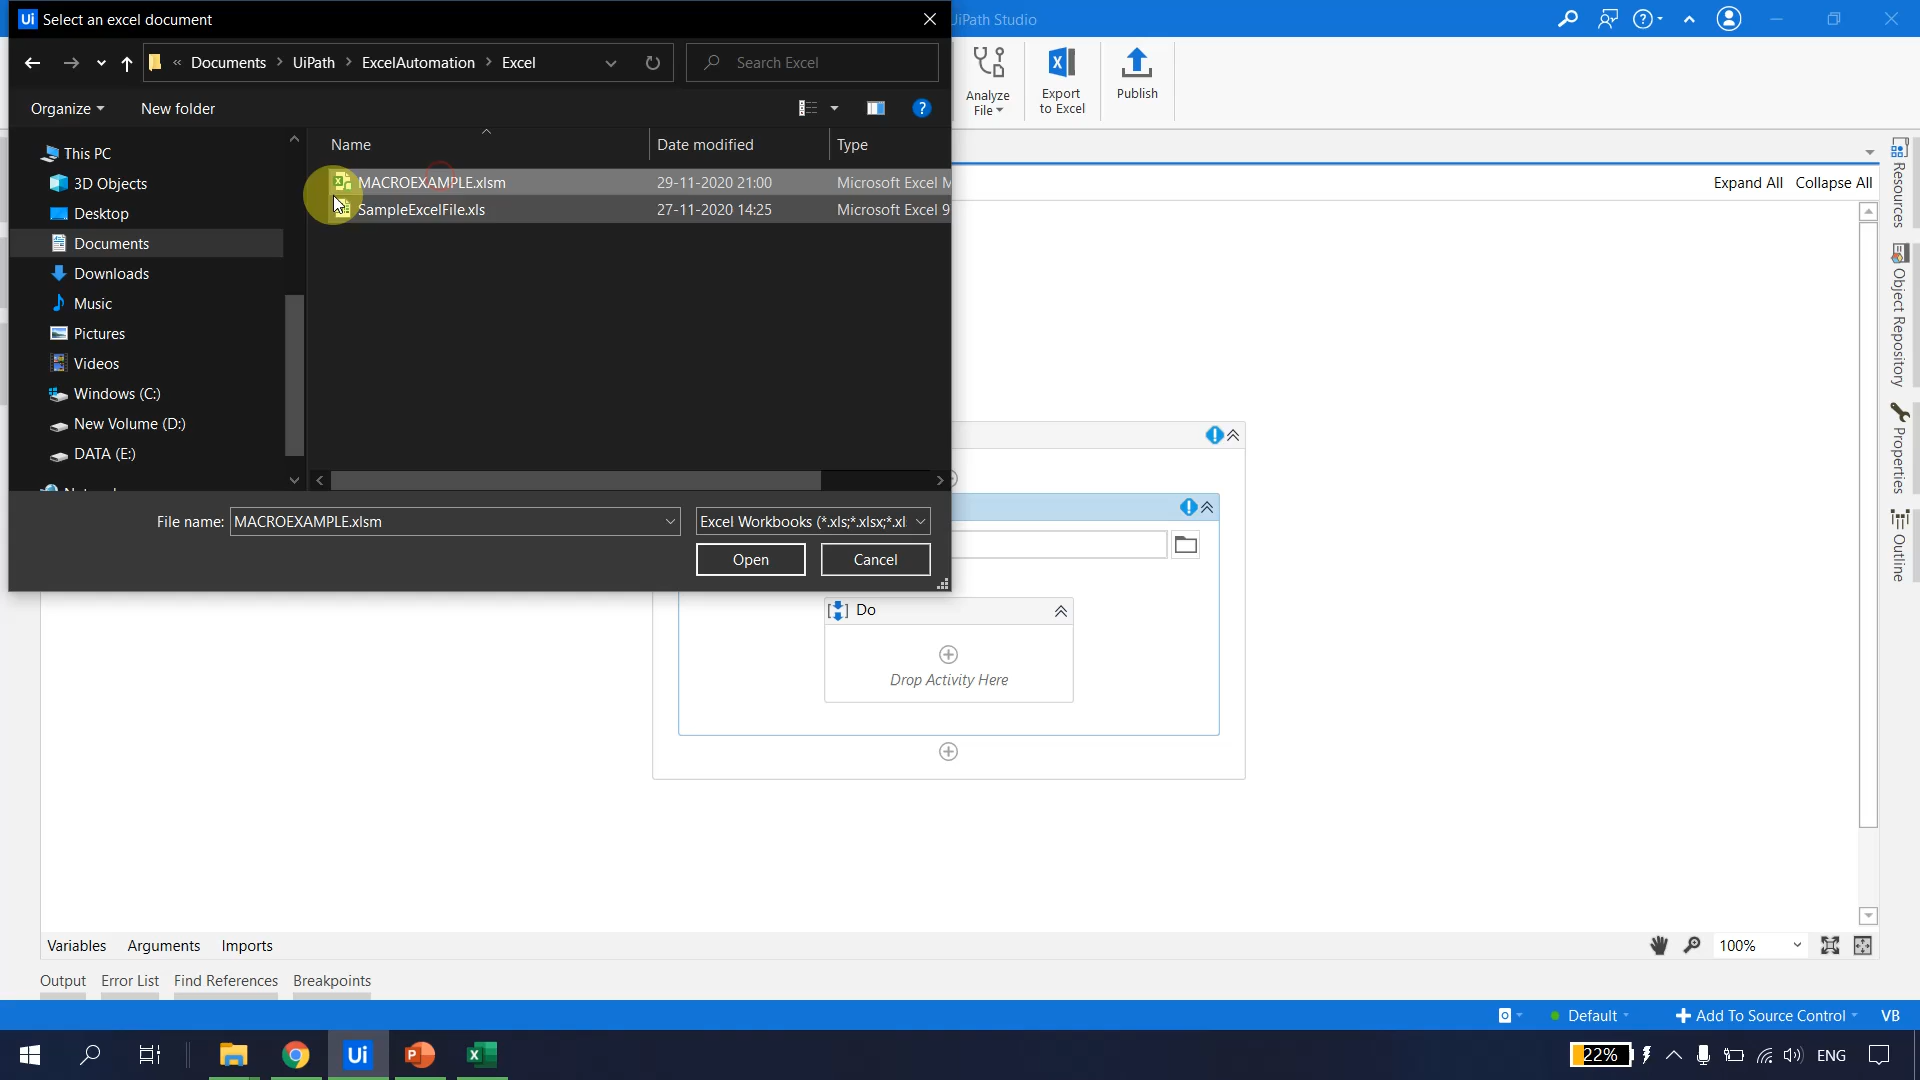 Ui Select an excel document
UiPath Studio
« Documents > UiPath > ExcelAutomation > Excel
Search Excel
Organize
New folder
Analyze File
Export to Excel
Publish
This PC
3D Objects
Desktop
Documents
Downloads
Music
Pictures
Videos
Windows (C:)
New Volume (D:)
DATA (E:)
Name Date modified Type
MACROEXAMPLE.xlsm 29-11-2020 21:00 Microsoft Excel M
SampleExcelFile.xls 27-11-2020 14:25 Microsoft Excel 9
File name: MACROEXAMPLE.xlsm
Excel Workbooks (*.xls;*.xlsx;*.xl
Open
Cancel
Expand All Collapse All
Resources
Object Repository
Properties
Outline
Do
Drop Activity Here
Variables Arguments Imports
100%
Output Error List Find References Breakpoints
Default
Add To Source Control
VB
Ui
22%
ENG